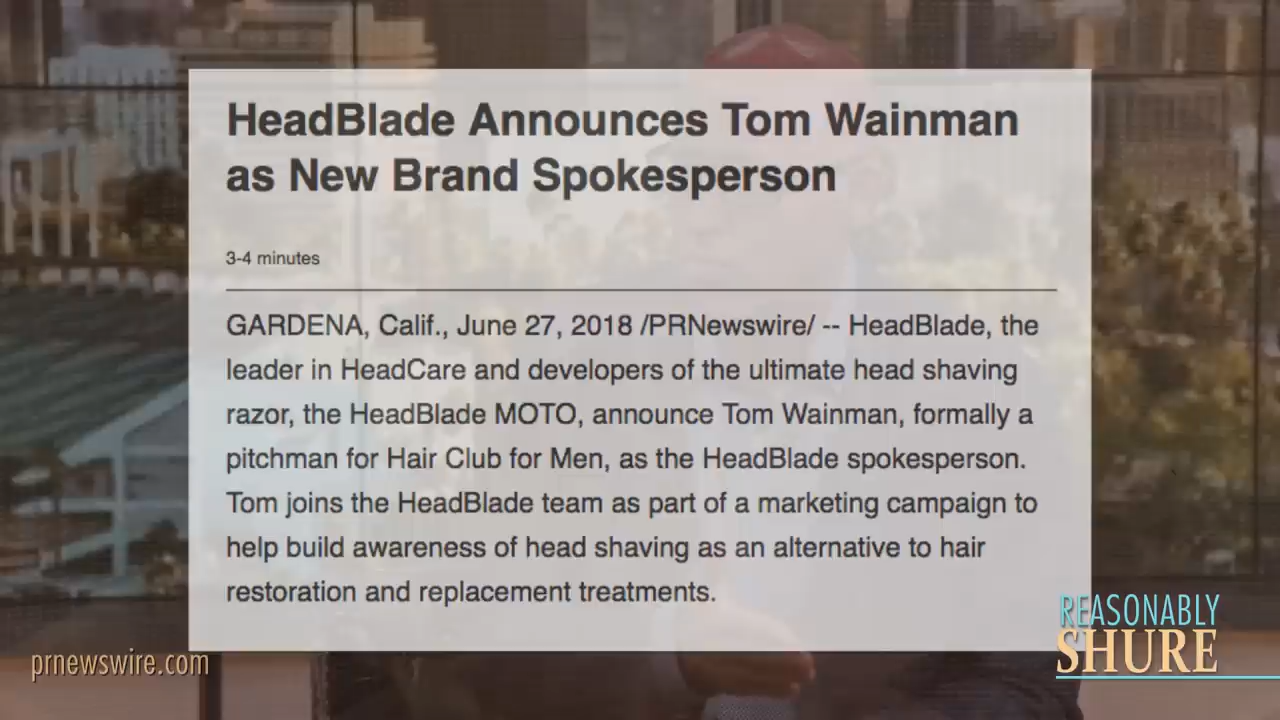 HeadBlade Announces Tom Wainman
as New Brand Spokesperson
3-4 minutes
GARDENA, Calif., June 27, 2018 /PRNewswire/ -- HeadBlade, the
leader in HeadCare and developers of the ultimate head shaving
razor, the HeadBlade MOTO, announce Tom Wainman, formally a
pitchman for Hair Club for Men, as the HeadBlade spokesperson.
Tom joins the HeadBlade team as part of a marketing campaign to
help build awareness of head shaving as an alternative to hair
restoration and replacement treatments.
prnewswire.com
REASONABLY
SHURE